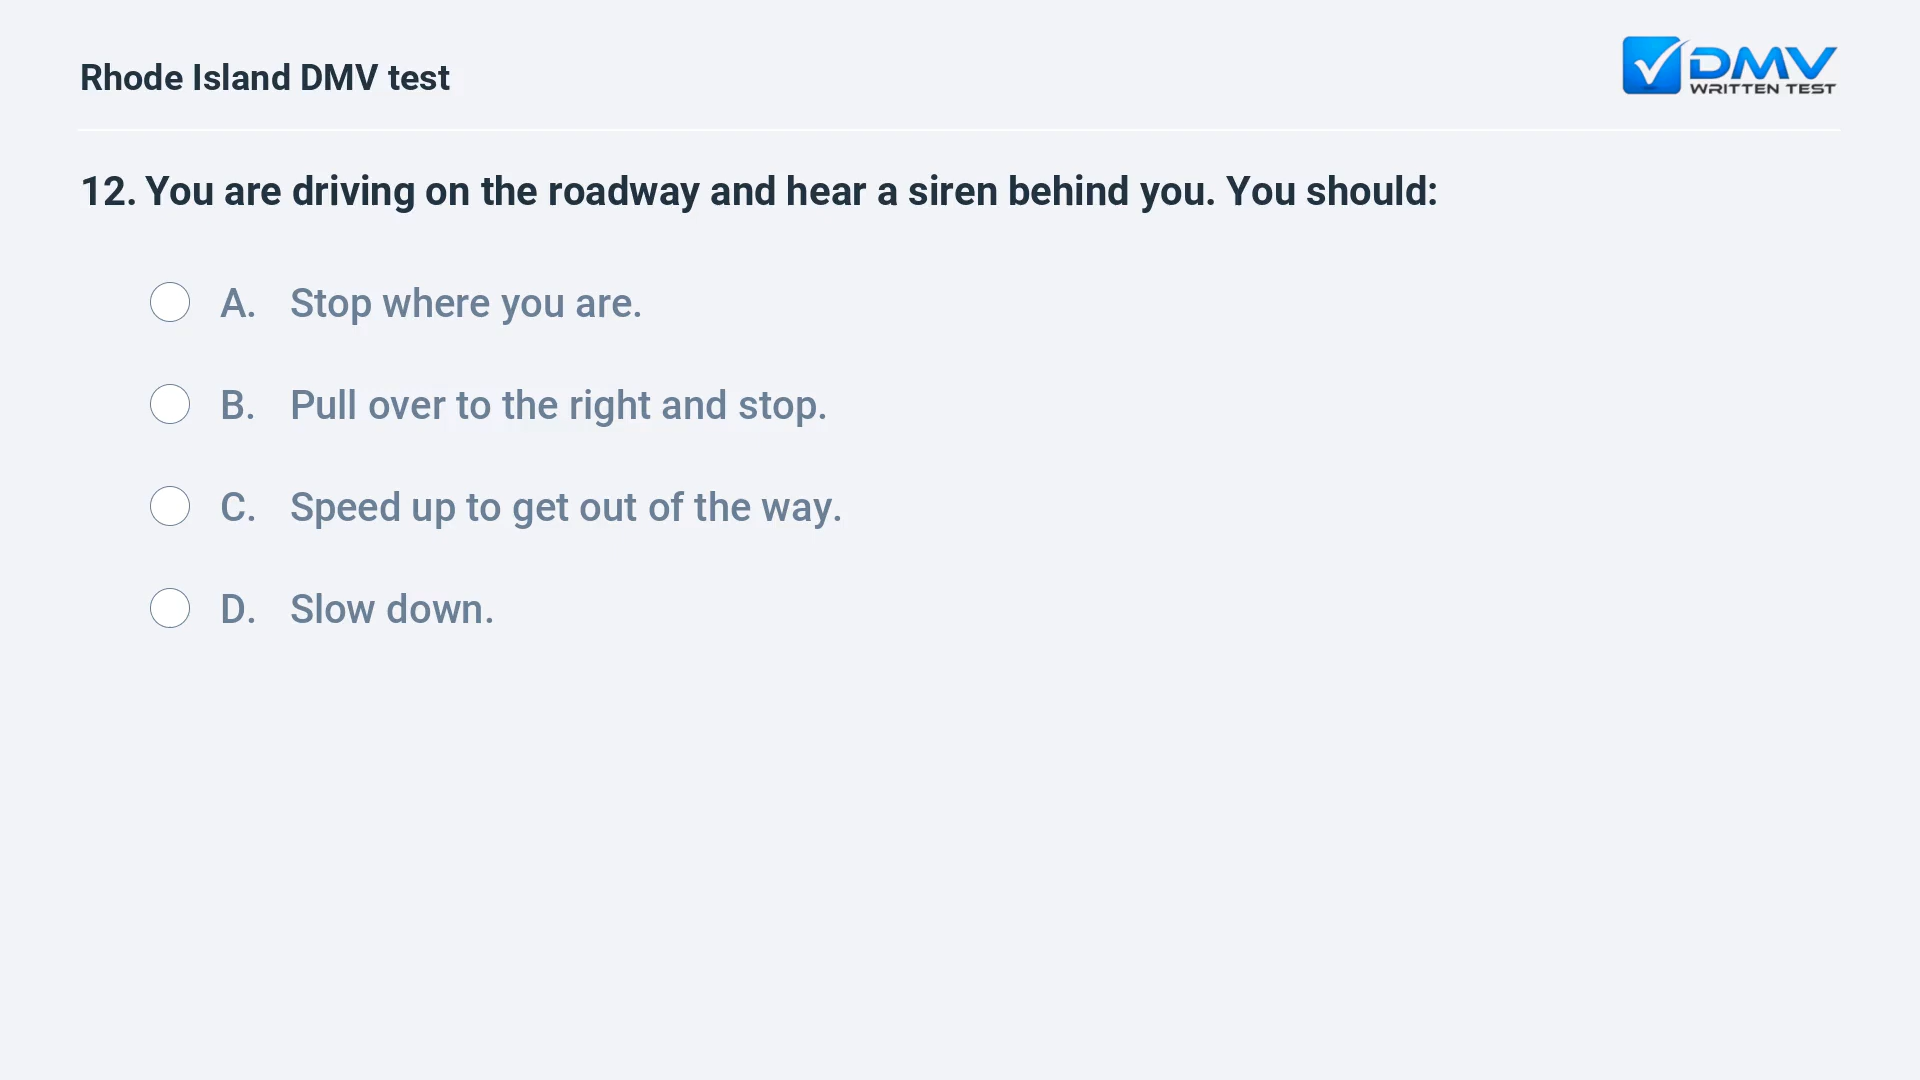 Rhode Island DMV test
DMV
WRITTEN TEST
12. You are driving on the roadway and hear a siren behind you. You should:
A. Stop where you are.
B. Pull over to the right and stop.
C. Speed up to get out of the way.
D. Slow down.